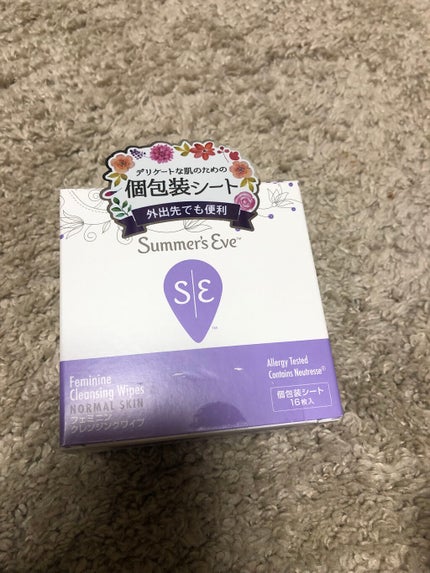 デリケートな肌のための
個包装シート
外出先でも便利
Summer's Eve™
S|E
™
Feminine
Cleansing Wipes
NORMAL SKIN
フェミニン
クレンジングワイプ
Allergy Tested
Contains Neutresse®
個包装シート
16枚入